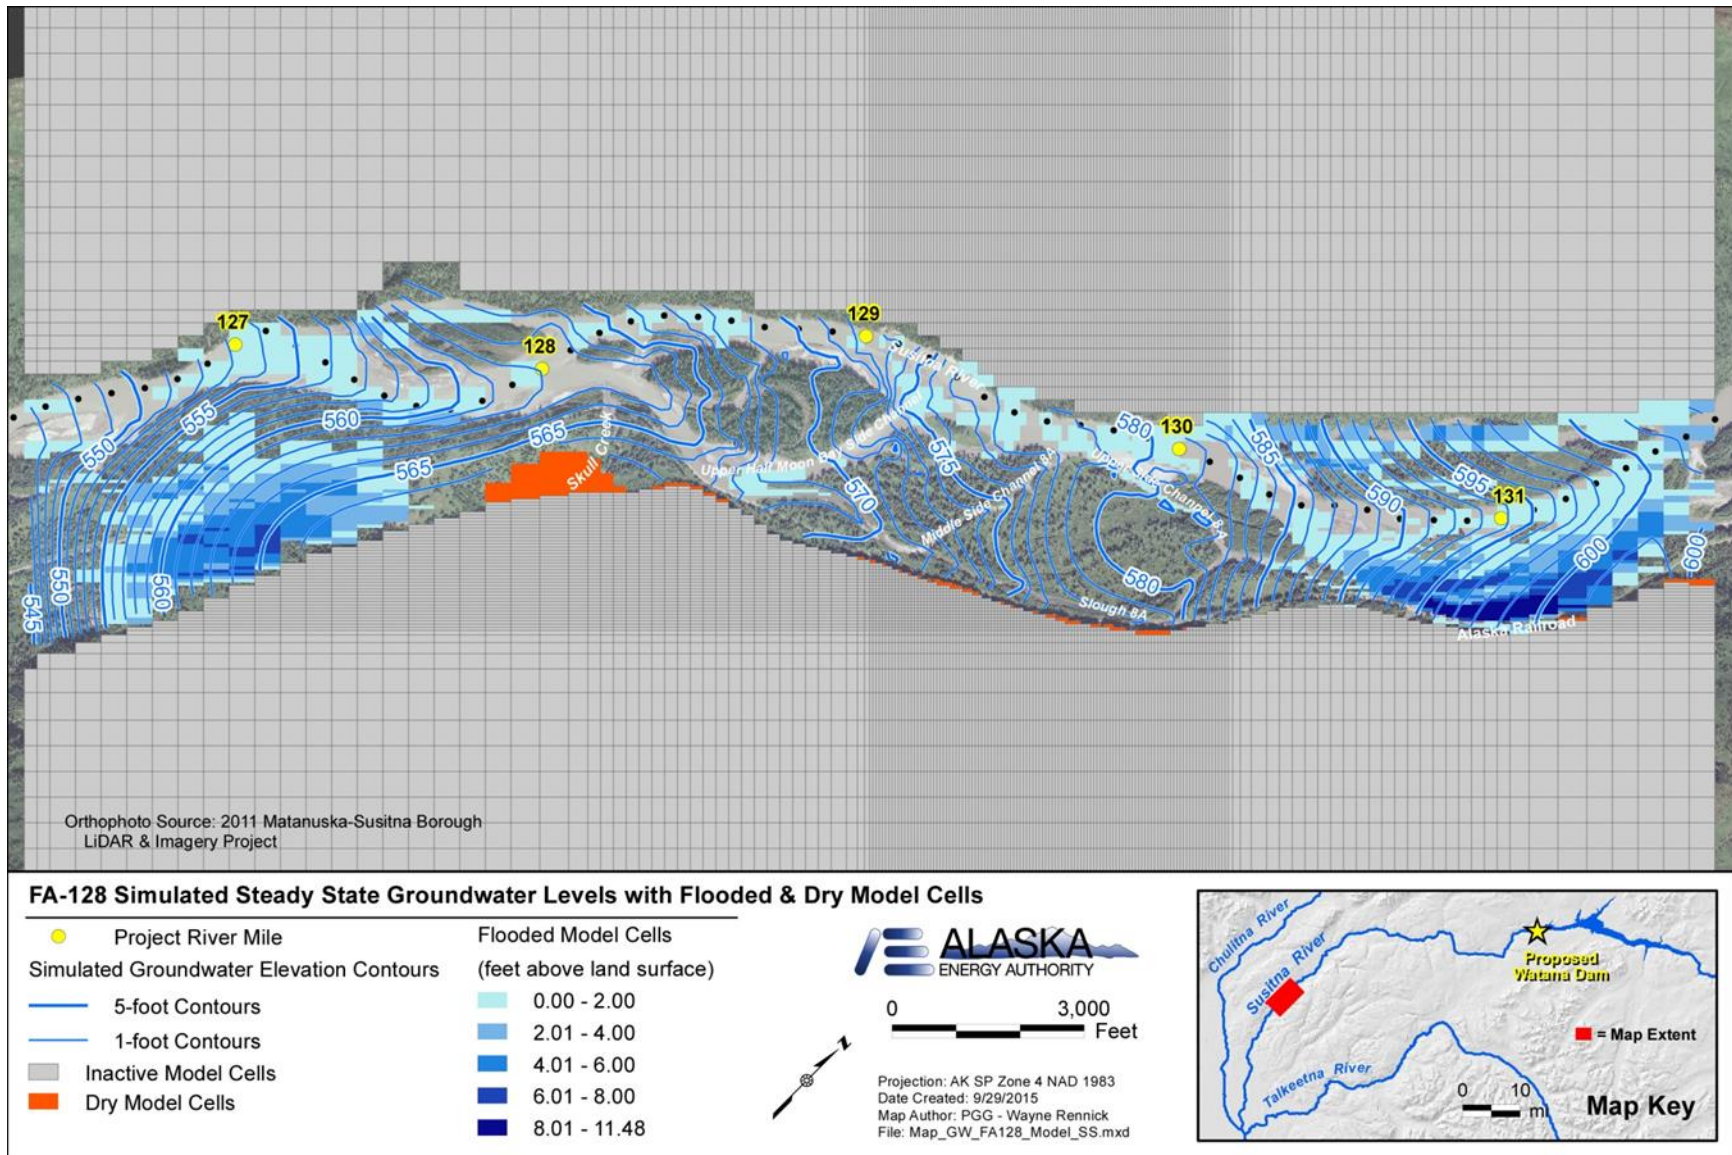 127
128
129
130
131
Susitna River
Upper Half Moon Bay Side Channel
Middle Side Channel 8A
Upper Side Channel 8A
Slough 8A
Skull Creek
Alaska Railroad
545
550
550
555
560
560
565
565
570
575
580
580
585
590
595
600
600
Orthophoto Source: 2011 Matanuska-Susitna Borough
LiDAR & Imagery Project
FA-128 Simulated Steady State Groundwater Levels with Flooded & Dry Model Cells
Project River Mile
Simulated Groundwater Elevation Contours
5-foot Contours
1-foot Contours
Inactive Model Cells
Dry Model Cells
Flooded Model Cells
(feet above land surface)
0.00 - 2.00
2.01 - 4.00
4.01 - 6.00
6.01 - 8.00
8.01 - 11.48
ALASKA
ENERGY AUTHORITY
0 3,000
Feet
N
Projection: AK SP Zone 4 NAD 1983
Date Created: 9/29/2015
Map Author: PGG - Wayne Rennick
File: Map_GW_FA128_Model_SS.mxd
Chulitna River
Susitna River
Talkeetna River
Proposed
Watana Dam
= Map Extent
0 10
mi
Map Key